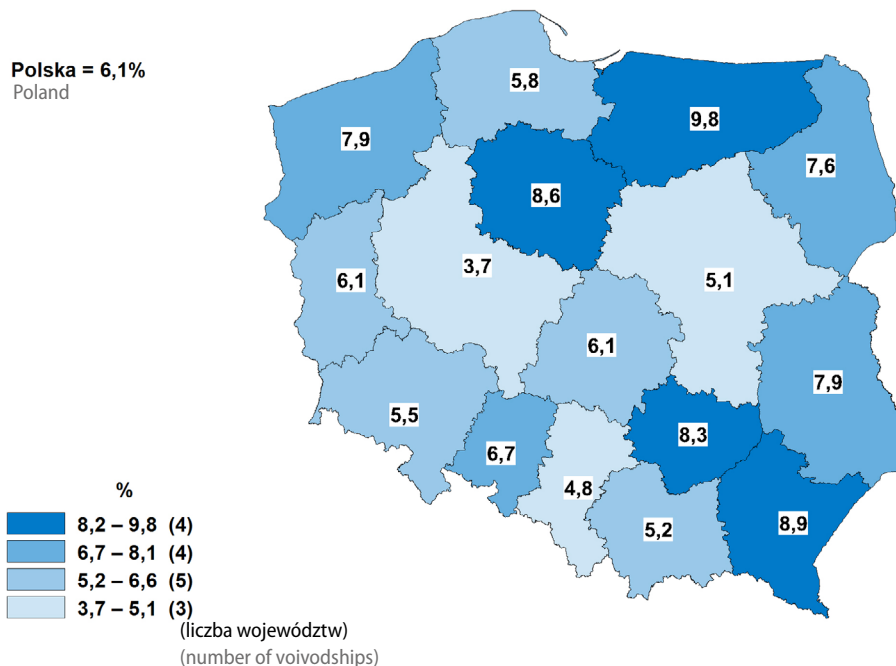 Polska = 6,1%
Poland
5,8
9,8
7,9
7,6
8,6
3,7
5,1
6,1
6,1
7,9
5,5
8,3
6,7
4,8
5,2
8,9
%
8,2 – 9,8 (4)
6,7 – 8,1 (4)
5,2 – 6,6 (5)
3,7 – 5,1 (3)
(liczba województw)
(number of voivodships)